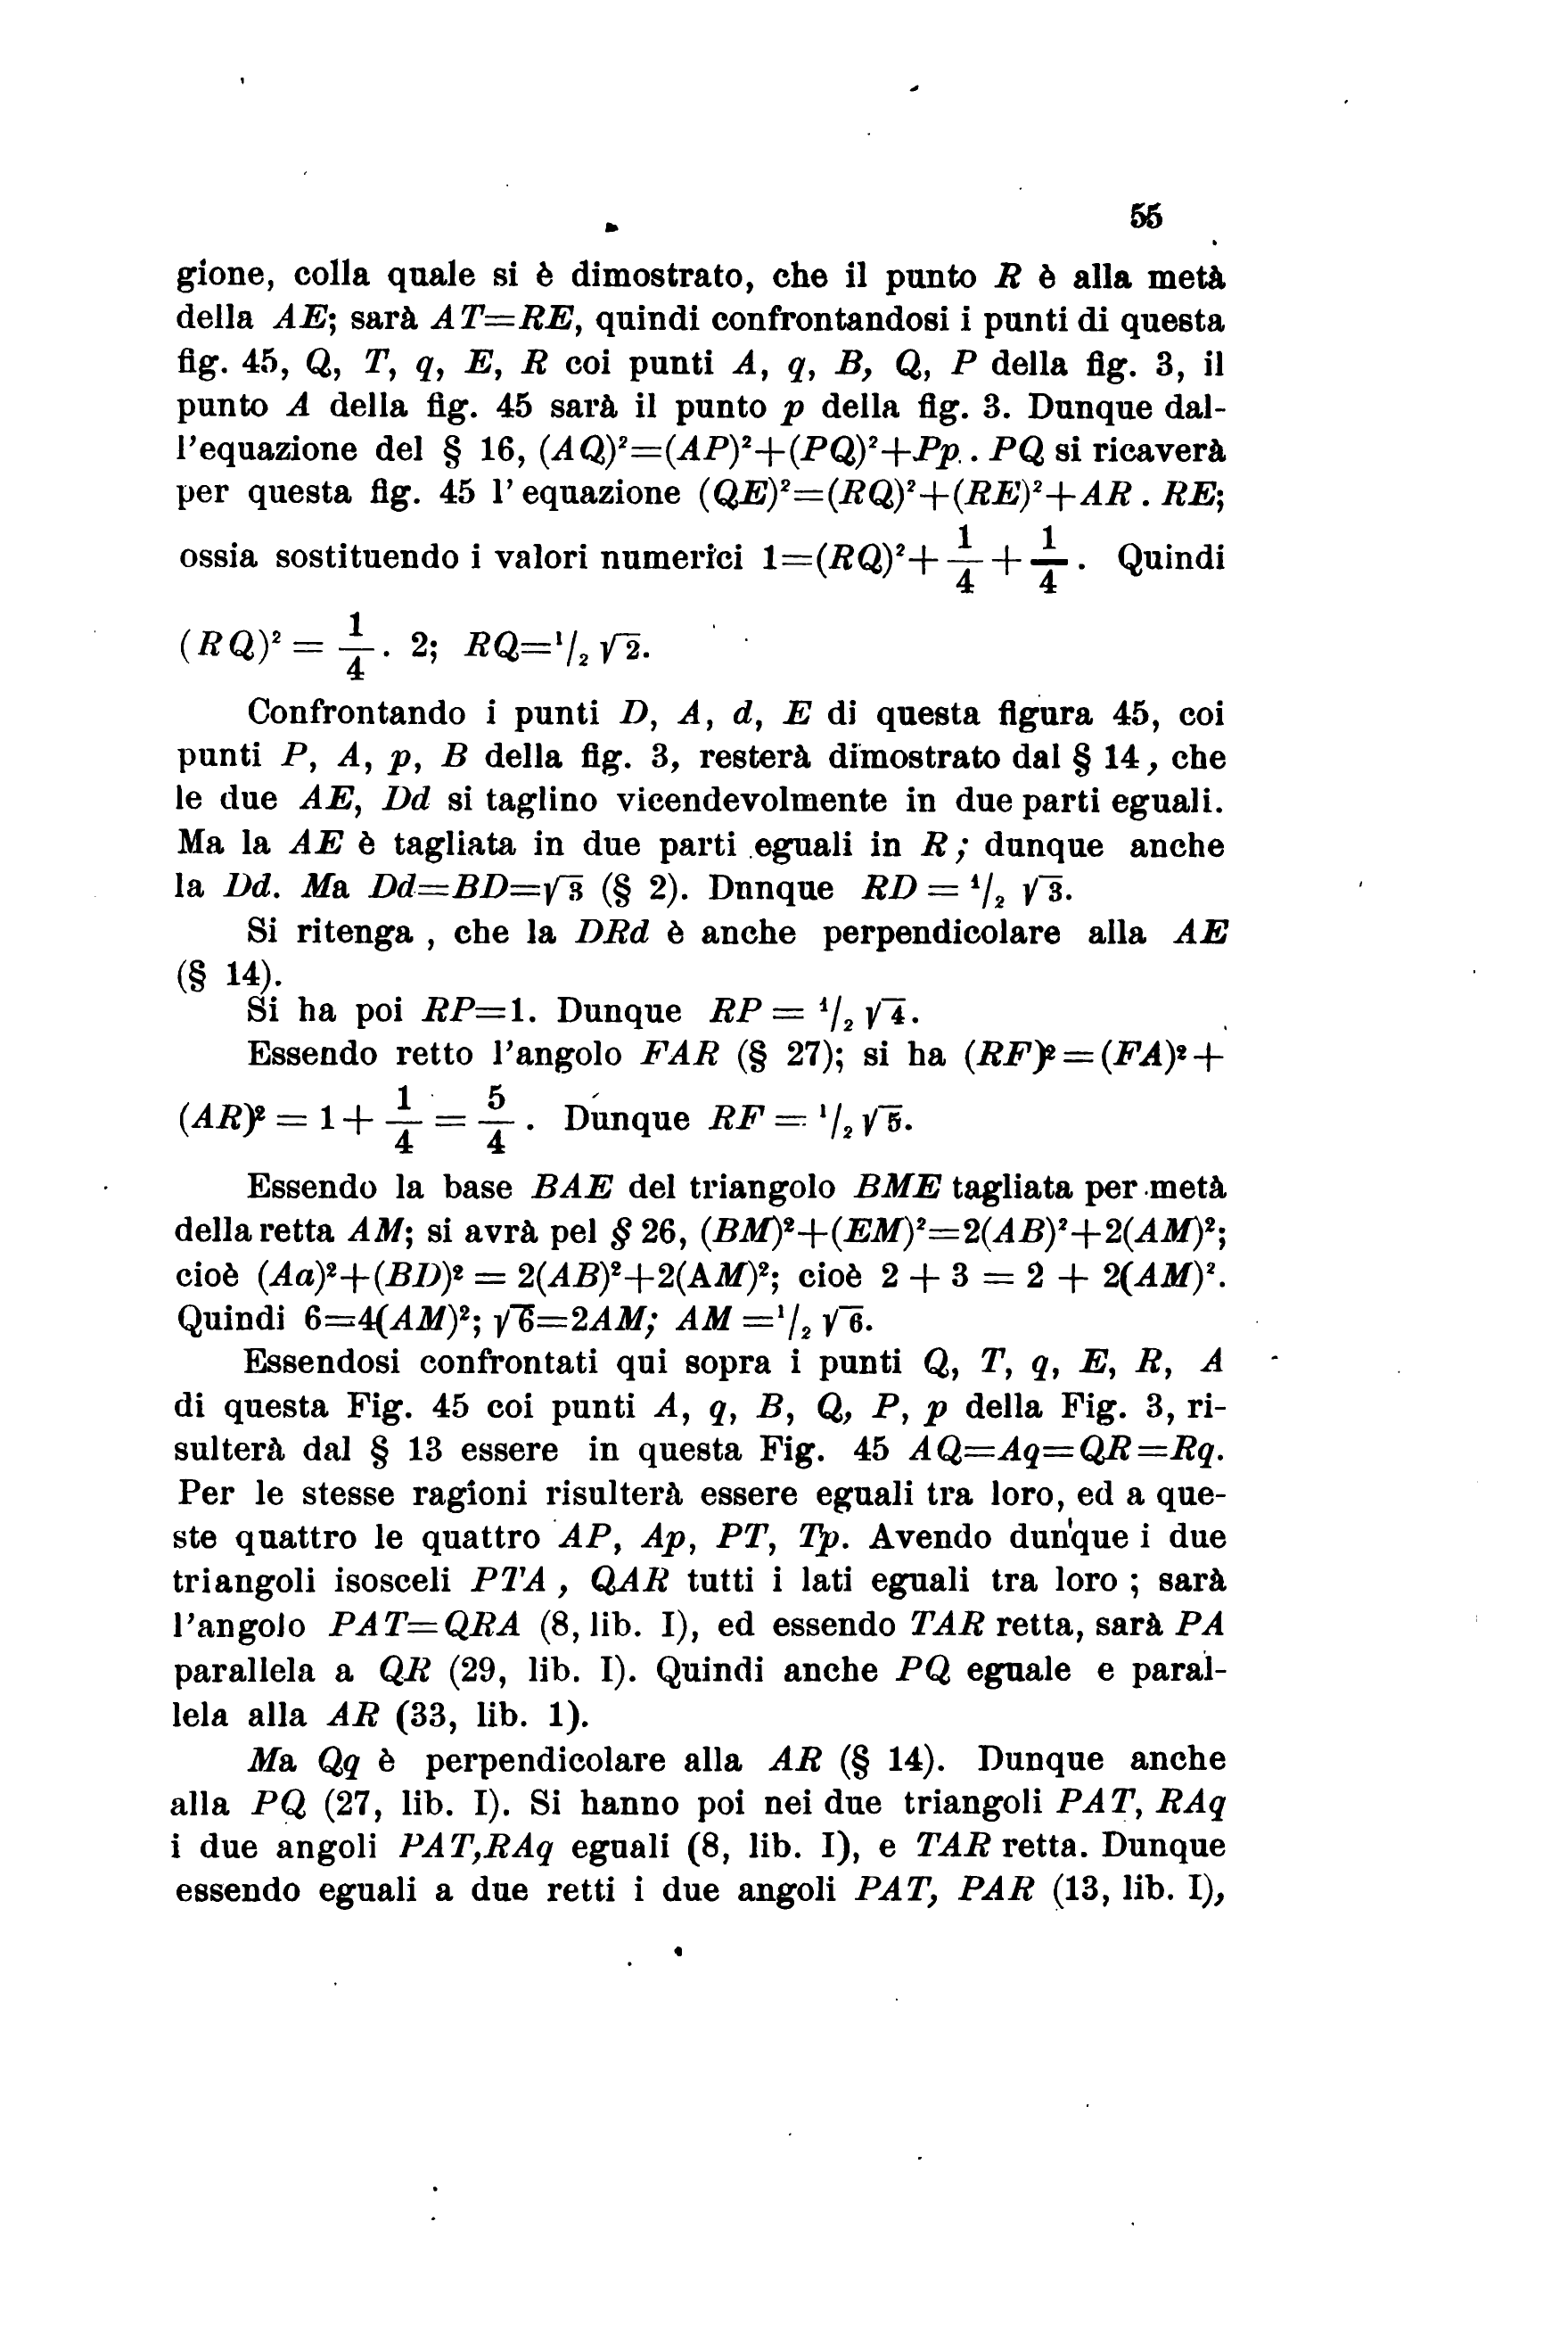 55
gione, colla quale si è dimostrato, che il punto R è alla metà
della AE; sarà AT=RE, quindi confrontandosi i punti di questa
fig. 45, Q, T, q, E, R coi punti A, q, B, Q, P della fig. 3, il
punto A della fig. 45 sarà il punto p della fig. 3. Dunque dal-
l'equazione del § 16, (AQ)²=(AP)²+(PQ)²+Pp. . PQ si ricaverà
per questa fig. 45 l'equazione (QE)²=(RQ)²+(RE)²+AR . RE;
ossia sostituendo i valori numerici 1=(RQ)²+1/4+1/4. Quindi
(RQ)²= 1/4 . 2; RQ=¹/₂ √2.
Confrontando i punti D, A, d, E di questa figura 45, coi
punti P, A, p, B della fig. 3, resterà dimostrato dal § 14, che
le due AE, Dd si taglino vicendevolmente in due parti eguali.
Ma la AE è tagliata in due parti eguali in R; dunque anche
la Dd. Ma Dd=BD=√3 (§ 2). Dnnque RD = ¹/₂ √3.
Si ritenga, che la DRd è anche perpendicolare alla AE
(§ 14).
Si ha poi RP=1. Dunque RP = ¹/₂ √4.
Essendo retto l'angolo FAR (§ 27); si ha (RF)²=(FA)²+
(AR)² = 1 + 1/4 = 5/4 . Dunque RF = ¹/₂ √5.
Essendo la base BAE del triangolo BME tagliata per metà
della retta AM; si avrà pel § 26, (BM)²+(EM)²=2(AB)²+2(AM)²;
cioè (Aa)²+(BD)² = 2(AB)²+2(AM)²; cioè 2 + 3 = 2 + 2(AM)².
Quindi 6=4(AM)²; √6=2AM; AM =¹/₂ √6.
Essendosi confrontati qui sopra i punti Q, T, q, E, R, A
di questa Fig. 45 coi punti A, q, B, Q, P, p della Fig. 3, ri-
sulterà dal § 13 essere in questa Fig. 45 AQ=Aq=QR=Rq.
Per le stesse ragioni risulterà essere eguali tra loro, ed a que-
ste quattro le quattro AP, Ap, PT, Tp. Avendo dunque i due
triangoli isosceli PTA, QAR tutti i lati eguali tra loro; sarà
l'angolo PAT=QRA (8, lib. I), ed essendo TAR retta, sarà PA
parallela a QR (29, lib. I). Quindi anche PQ eguale e paral-
lela alla AR (33, lib. 1).
Ma Qq è perpendicolare alla AR (§ 14). Dunque anche
alla PQ (27, lib. I). Si hanno poi nei due triangoli PAT, RAq
i due angoli PAT,RAq eguali (8, lib. I), e TAR retta. Dunque
essendo eguali a due retti i due angoli PAT, PAR (13, lib. I),